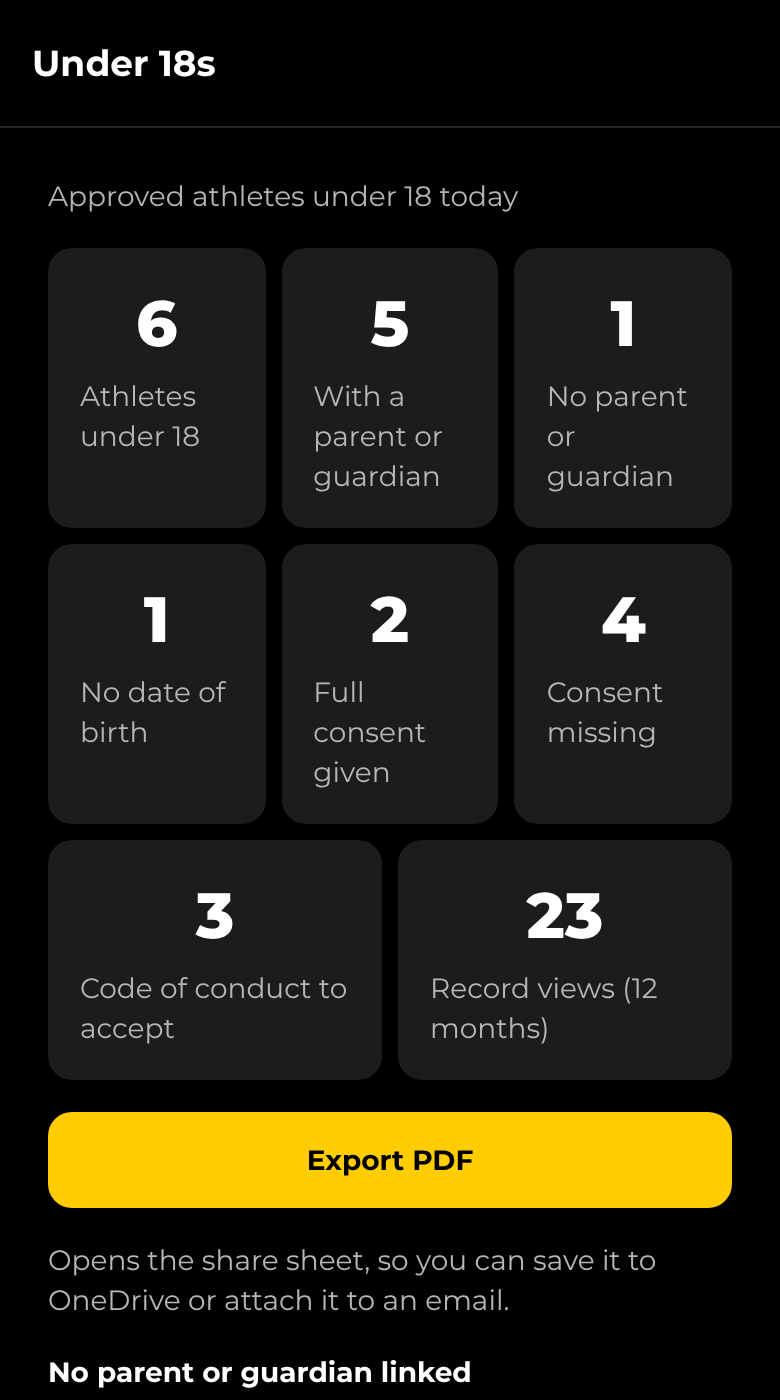 Under 18s
Approved athletes under 18 today
6
Athletes
under 18
5
With a
parent or
guardian
1
No parent
or
guardian
1
No date of
birth
2
Full
consent
given
4
Consent
missing
3
Code of conduct to
accept
23
Record views (12
months)
Export PDF
Opens the share sheet, so you can save it to
OneDrive or attach it to an email.
No parent or guardian linked